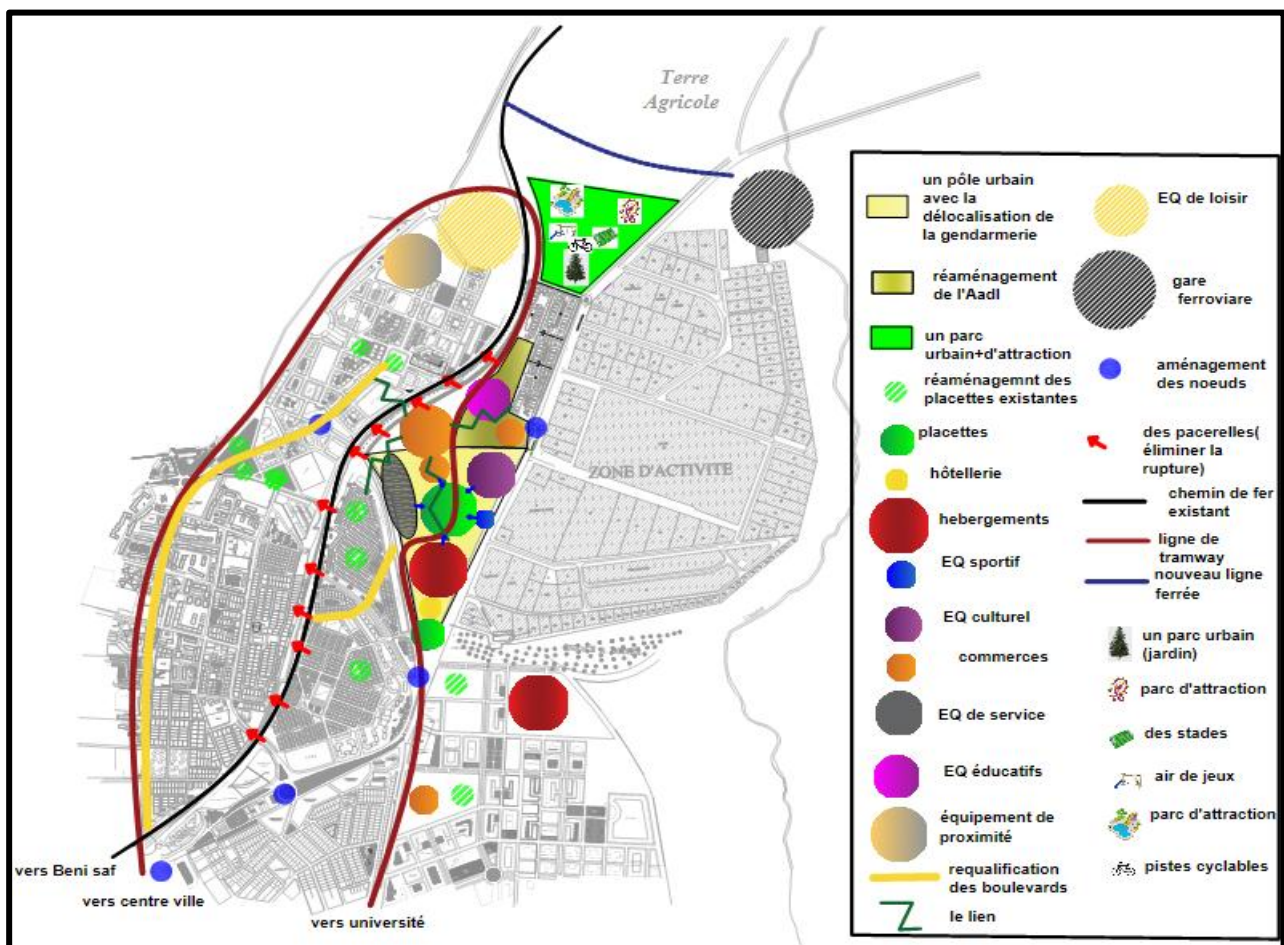 Terre
Agricole
ZONE D'ACTIVITE
vers Beni saf
vers centre ville
vers université
un pôle urbain
avec la
délocalisation de
la gendarmerie
réaménagement
de l'Aadl
un parc
urbain+d'attraction
réaménagemnt des
placettes existantes
placettes
hôtellerie
hebergements
EQ sportif
EQ culturel
commerces
EQ de service
EQ éducatifs
équipement de
proximité
requalification
des boulevards
le lien
EQ de loisir
gare
ferroviare
aménagement
des noeuds
des pacerelles(
éliminer la
rupture)
chemin de fer
existant
ligne de
tramway
nouveau ligne
ferrée
un parc urbain
(jardin)
parc d'attraction
des stades
air de jeux
parc d'attraction
pistes cyclables